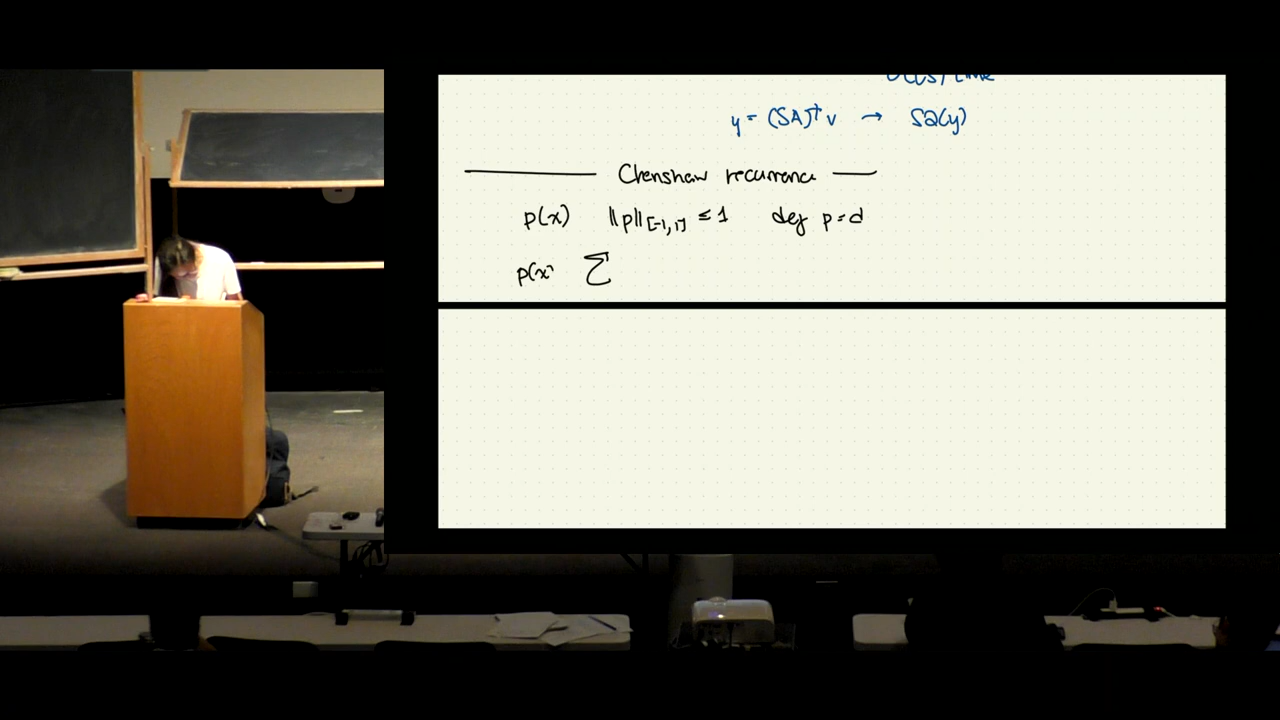 y = (SA)†v → SQ(y)
Clenshaw recurrence
p(x) ‖p‖[-1,1] ≤ 1 deg p = d
p(x) Σ